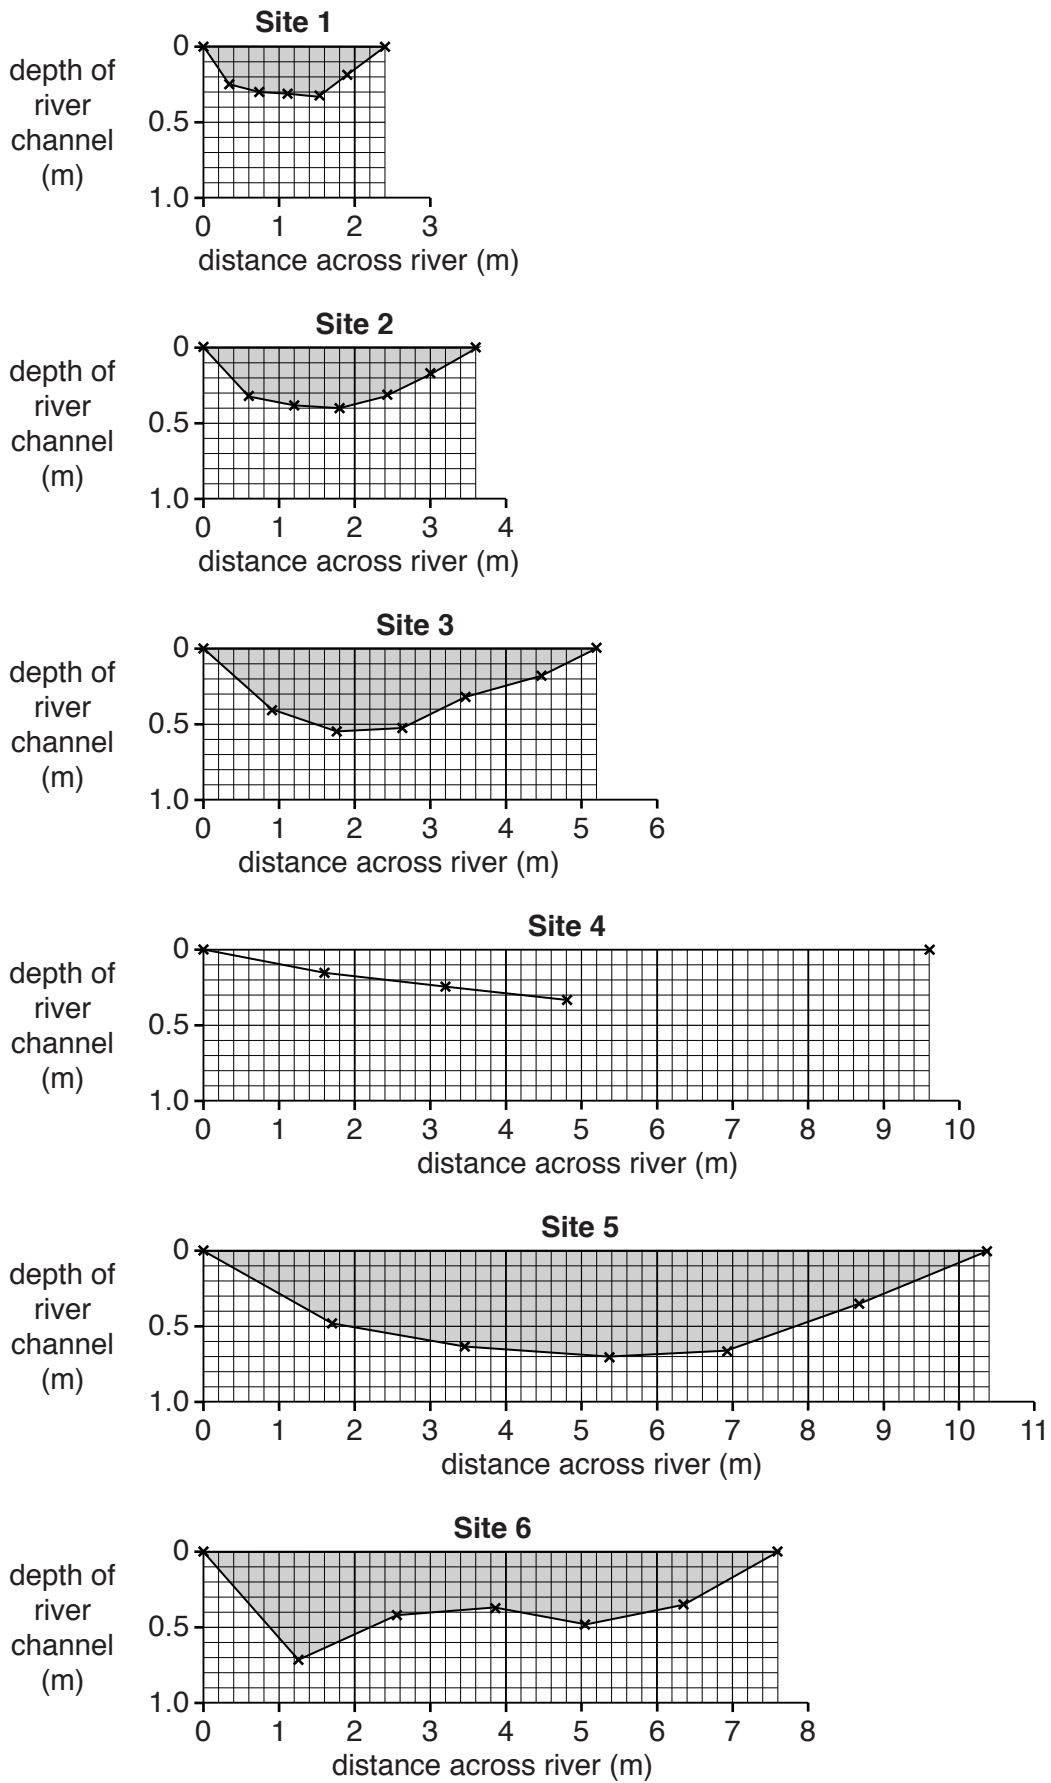 Site 1
depth of
river
channel
(m)
0
0.5
1.0
0 1 2 3
distance across river (m)
Site 2
depth of
river
channel
(m)
0
0.5
1.0
0 1 2 3 4
distance across river (m)
Site 3
depth of
river
channel
(m)
0
0.5
1.0
0 1 2 3 4 5 6
distance across river (m)
Site 4
depth of
river
channel
(m)
0
0.5
1.0
0 1 2 3 4 5 6 7 8 9 10
distance across river (m)
Site 5
depth of
river
channel
(m)
0
0.5
1.0
0 1 2 3 4 5 6 7 8 9 10 11
distance across river (m)
Site 6
depth of
river
channel
(m)
0
0.5
1.0
0 1 2 3 4 5 6 7 8
distance across river (m)